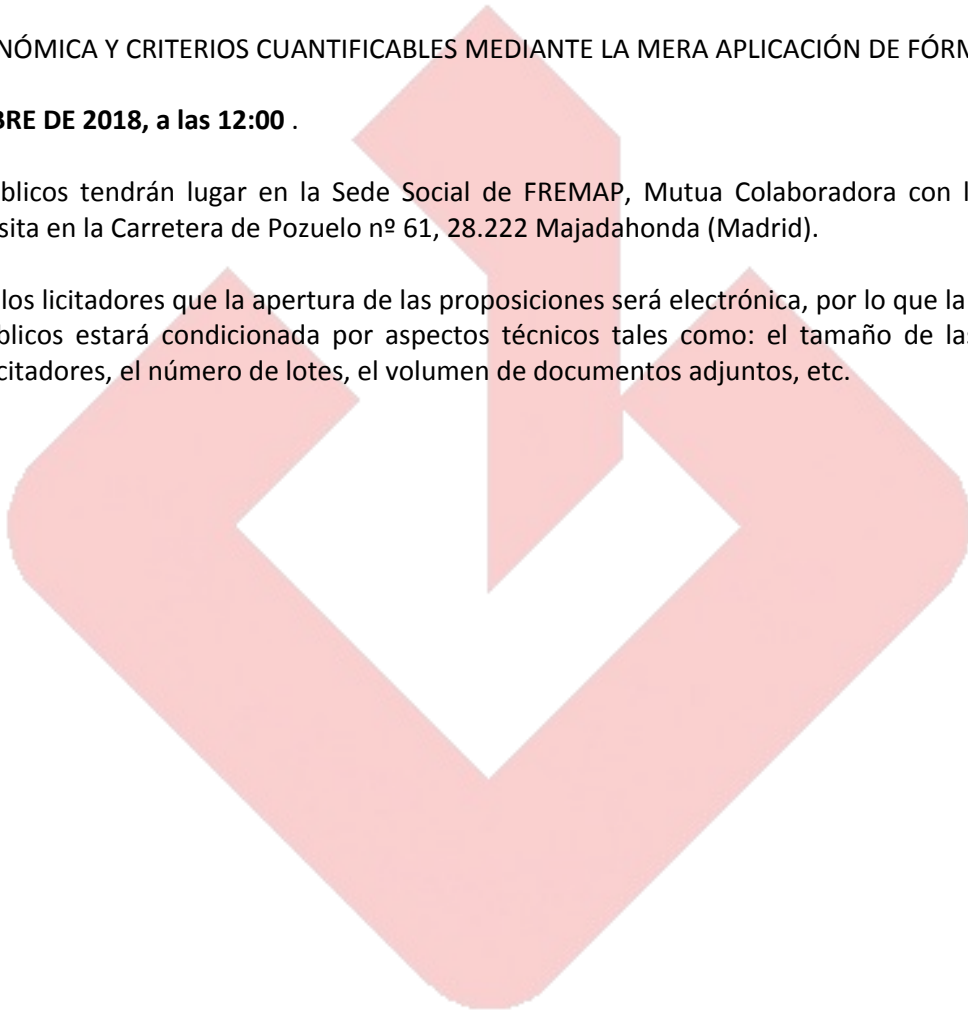 NÓMICA Y CRITERIOS CUANTIFICABLES MEDIANTE LA MERA APLICACIÓN DE FÓRM
BRE DE 2018, a las 12:00 .
blicos tendrán lugar en la Sede Social de FREMAP, Mutua Colaboradora con l
sita en la Carretera de Pozuelo nº 61, 28.222 Majadahonda (Madrid).
los licitadores que la apertura de las proposiciones será electrónica, por lo que la
blicos estará condicionada por aspectos técnicos tales como: el tamaño de las
citadores, el número de lotes, el volumen de documentos adjuntos, etc.